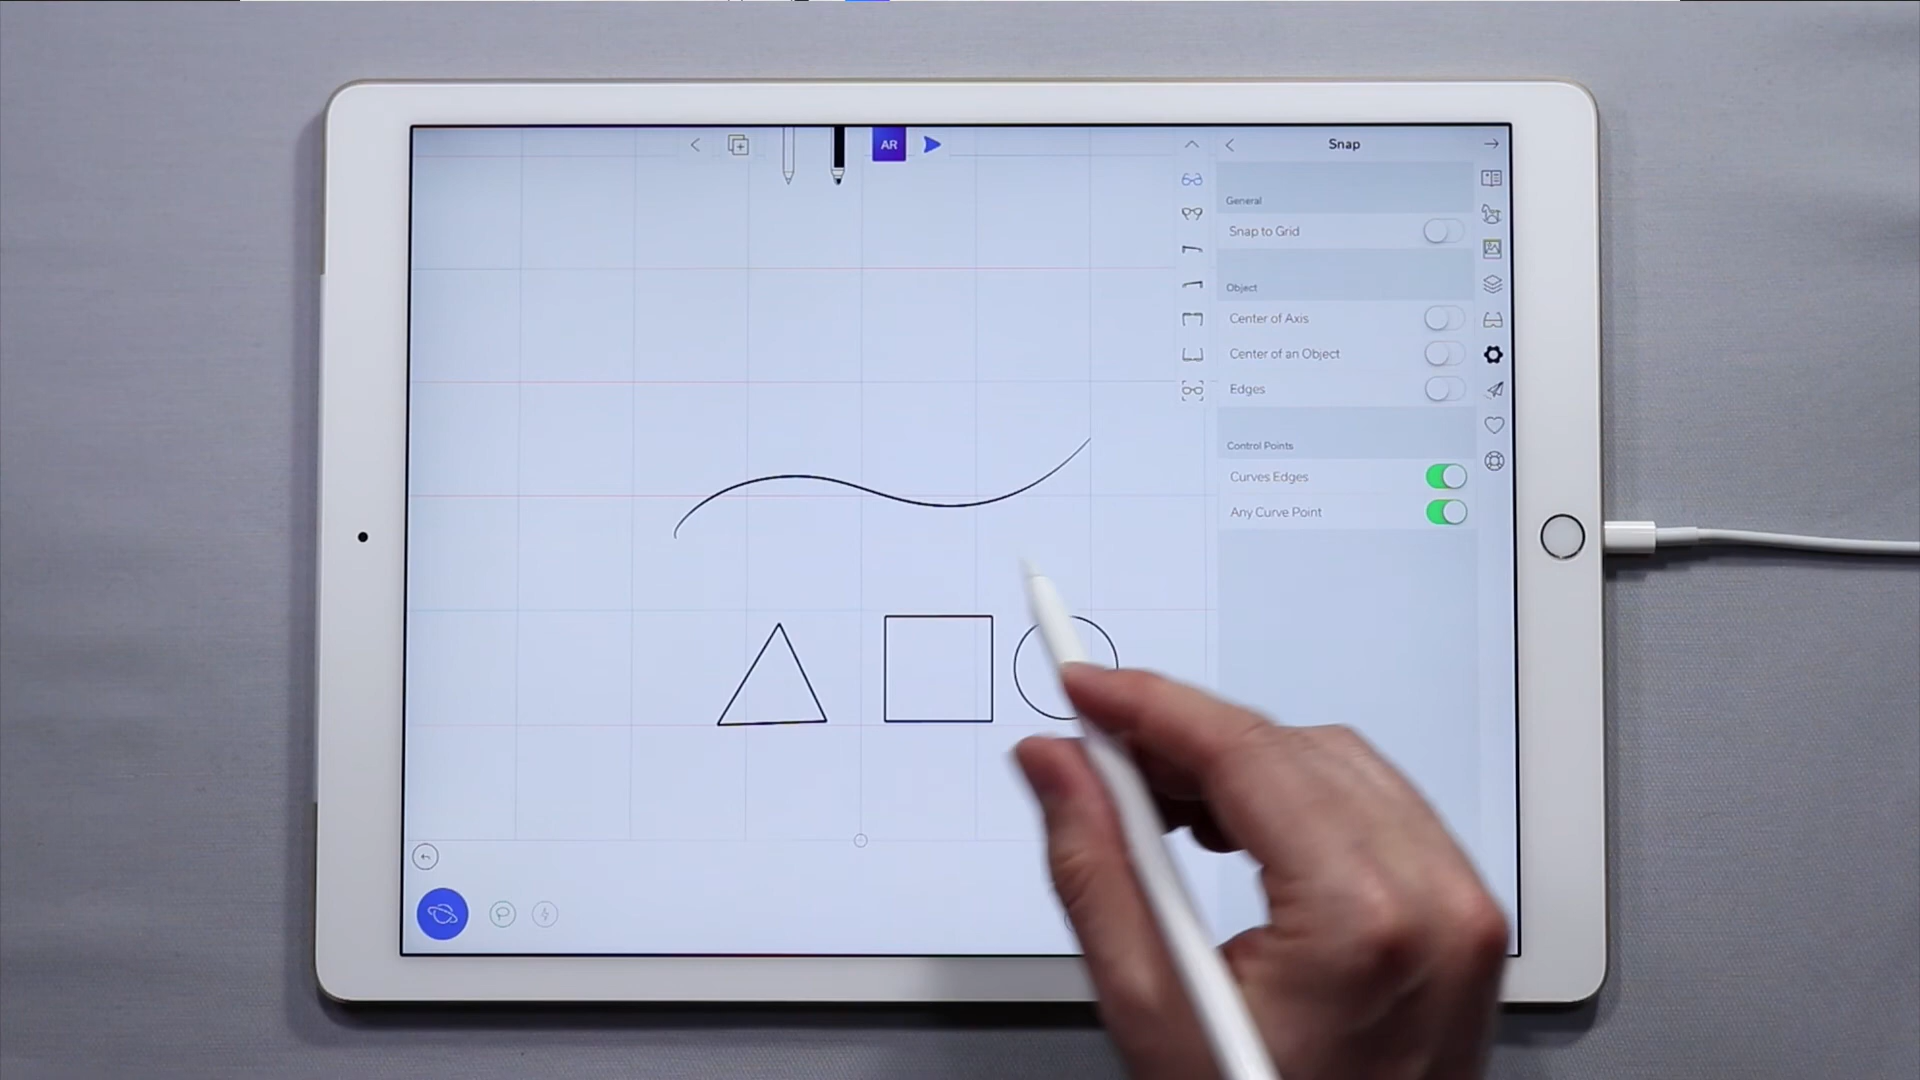 AR
Snap
General
Snap to Grid
Object
Center of Axis
Center of an Object
Edges
Control Points
Curves Edges
Any Curve Point